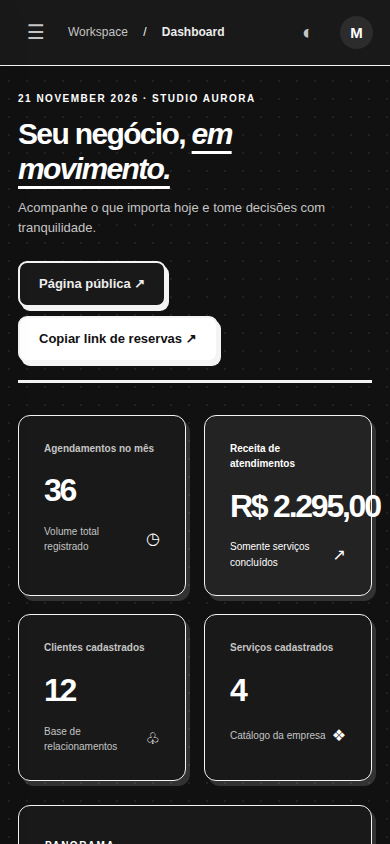 Workspace / Dashboard M
21 NOVEMBER 2026 · STUDIO AURORA
Seu negócio, em
movimento.
Acompanhe o que importa hoje e tome decisões com
tranquilidade.
Página pública ↗
Copiar link de reservas ↗
Agendamentos no mês
36
Volume total
registrado
Receita de
atendimentos
R$ 2.295,00
Somente serviços
concluídos
Clientes cadastrados
12
Base de
relacionamentos
Serviços cadastrados
4
Catálogo da empresa
PANORAMA